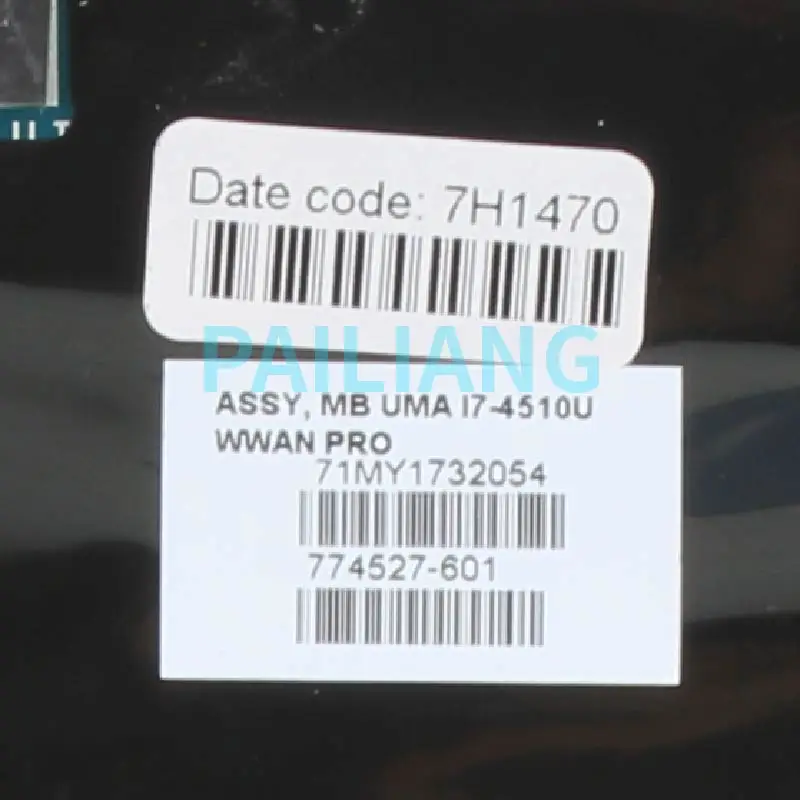 Date code: 7H1470
PAILIANG
ASSY, MB UMA I7-4510U
WWAN PRO
71MY1732054
774527-601